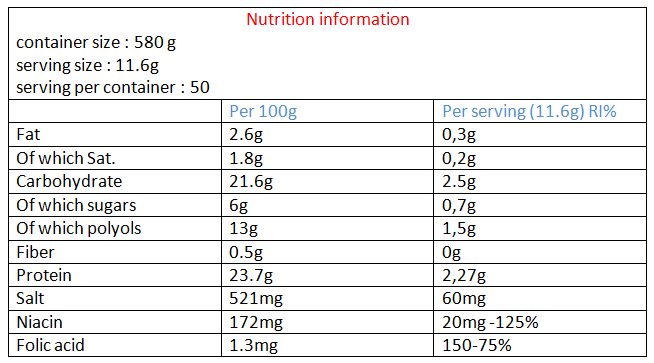 Nutrition information
container size : 580 g
serving size : 11.6g
serving per container : 50
Per 100g Per serving (11.6g) RI%
Fat 2.6g 0,3g
Of which Sat. 1.8g 0,2g
Carbohydrate 21.6g 2.5g
Of which sugars 6g 0,7g
Of which polyols 13g 1,5g
Fiber 0.5g 0g
Protein 23.7g 2,27g
Salt 521mg 60mg
Niacin 172mg 20mg -125%
Folic acid 1.3mg 150-75%